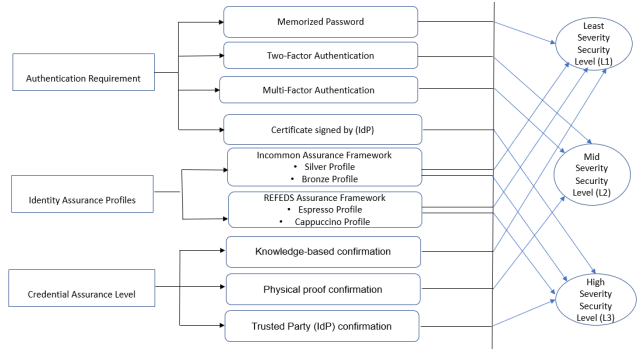 Memorized Password
Two-Factor Authentication
Authentication Requirement
Multi-Factor Authentication
Certificate signed by (IdP)
Incommon Assurance Framework
• Silver Profile
• Bronze Profile
Identity Assurance Profiles
REFEDS Assurance Framework
• Espresso Profile
• Cappuccino Profile
Knowledge-based confirmation
Credential Assurance Level
Physical proof confirmation
Trusted Party (IdP) confirmation
Least
Severity
Security
Level (L1)
Mid
Severity
Security
Level (L2)
High
Severity
Security
Level (L3)